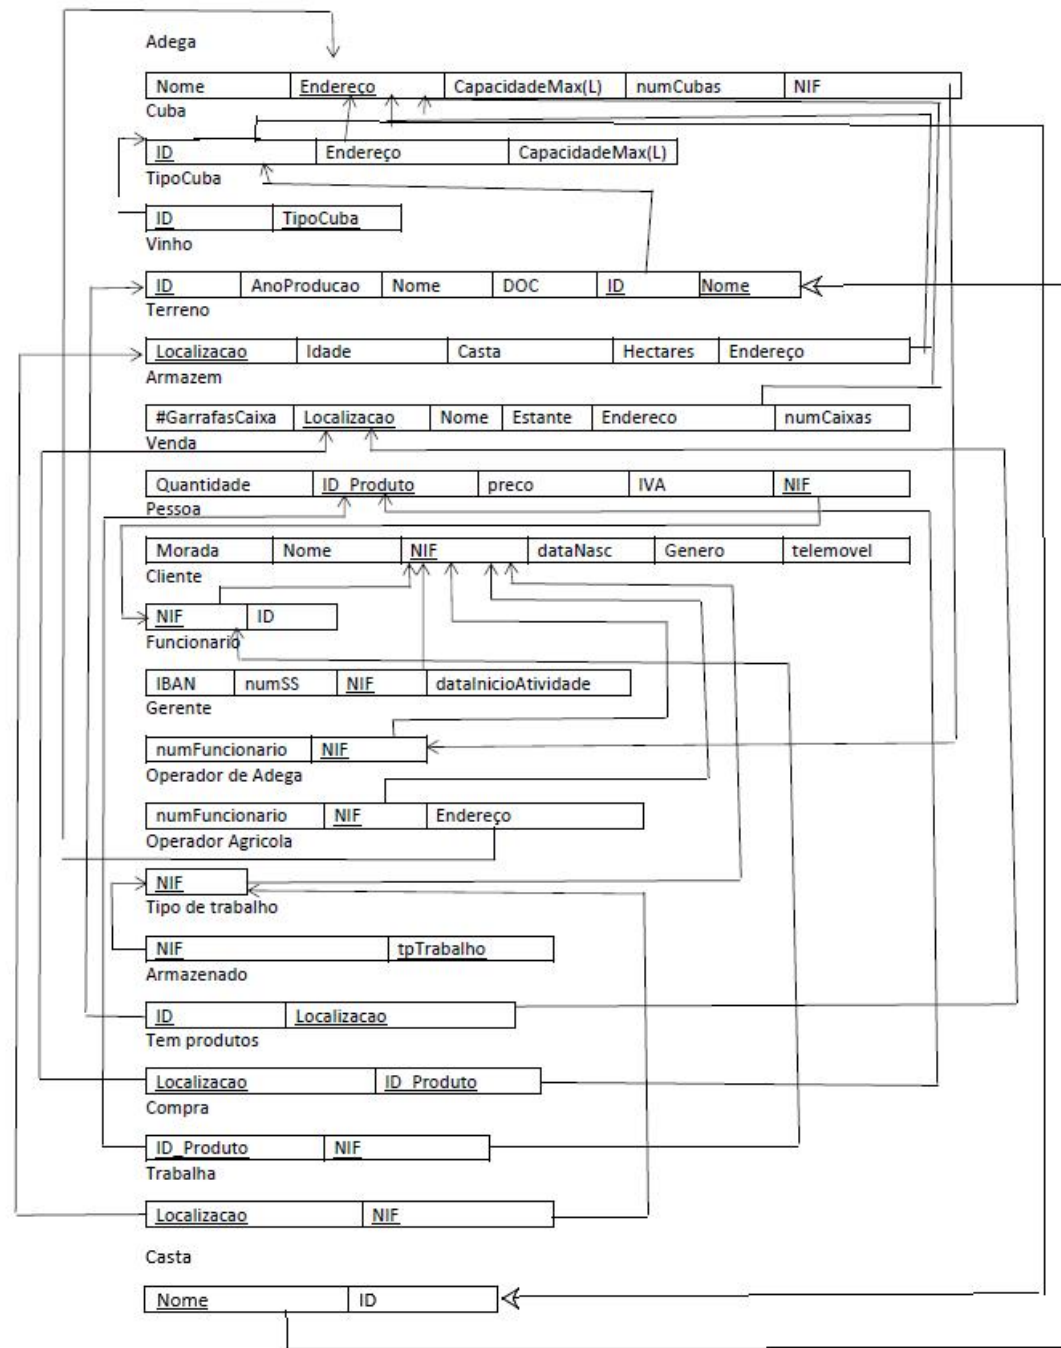 Adega
Nome Endereço CapacidadeMax(L) numCubas NIF
Cuba
ID Endereço CapacidadeMax(L)
TipoCuba
ID TipoCuba
Vinho
ID AnoProducao Nome DOC ID Nome
Terreno
Localizacao Idade Casta Hectares Endereço
Armazem
#GarrafasCaixa Localizacao Nome Estante Endereco numCaixas
Venda
Quantidade ID_Produto preco IVA NIF
Pessoa
Morada Nome NIF dataNasc Genero telemovel
Cliente
NIF ID
Funcionario
IBAN numSS NIF dataInicioAtividade
Gerente
numFuncionario NIF
Operador de Adega
numFuncionario NIF Endereço
Operador Agricola
NIF
Tipo de trabalho
NIF tpTrabalho
Armazenado
ID Localizacao
Tem produtos
Localizacao ID_Produto
Compra
ID_Produto NIF
Trabalha
Localizacao NIF
Casta
Nome ID